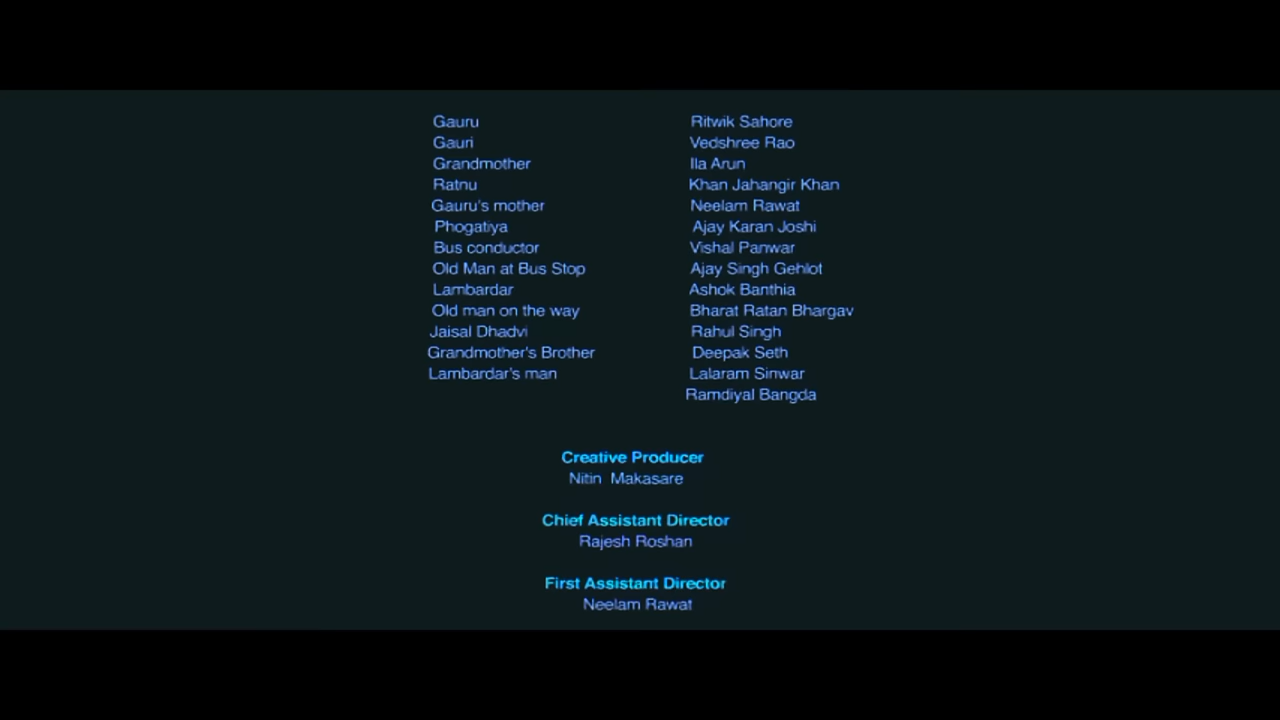 Gauru Ritwik Sahore
Gauri Vedshree Rao
Grandmother Ila Arun
Ratnu Khan Jahangir Khan
Gauru's mother Neelam Rawat
Phogatiya Ajay Karan Joshi
Bus conductor Vishal Panwar
Old Man at Bus Stop Ajay Singh Gehlot
Lambardar Ashok Banthia
Old man on the way Bharat Ratan Bhargav
Jaisal Dhadvi Rahul Singh
Grandmother's Brother Deepak Seth
Lambardar's man Lalaram Sinwar
Ramdiyal Bangda
Creative Producer
Nitin Makasare
Chief Assistant Director
Rajesh Roshan
First Assistant Director
Neelam Rawat